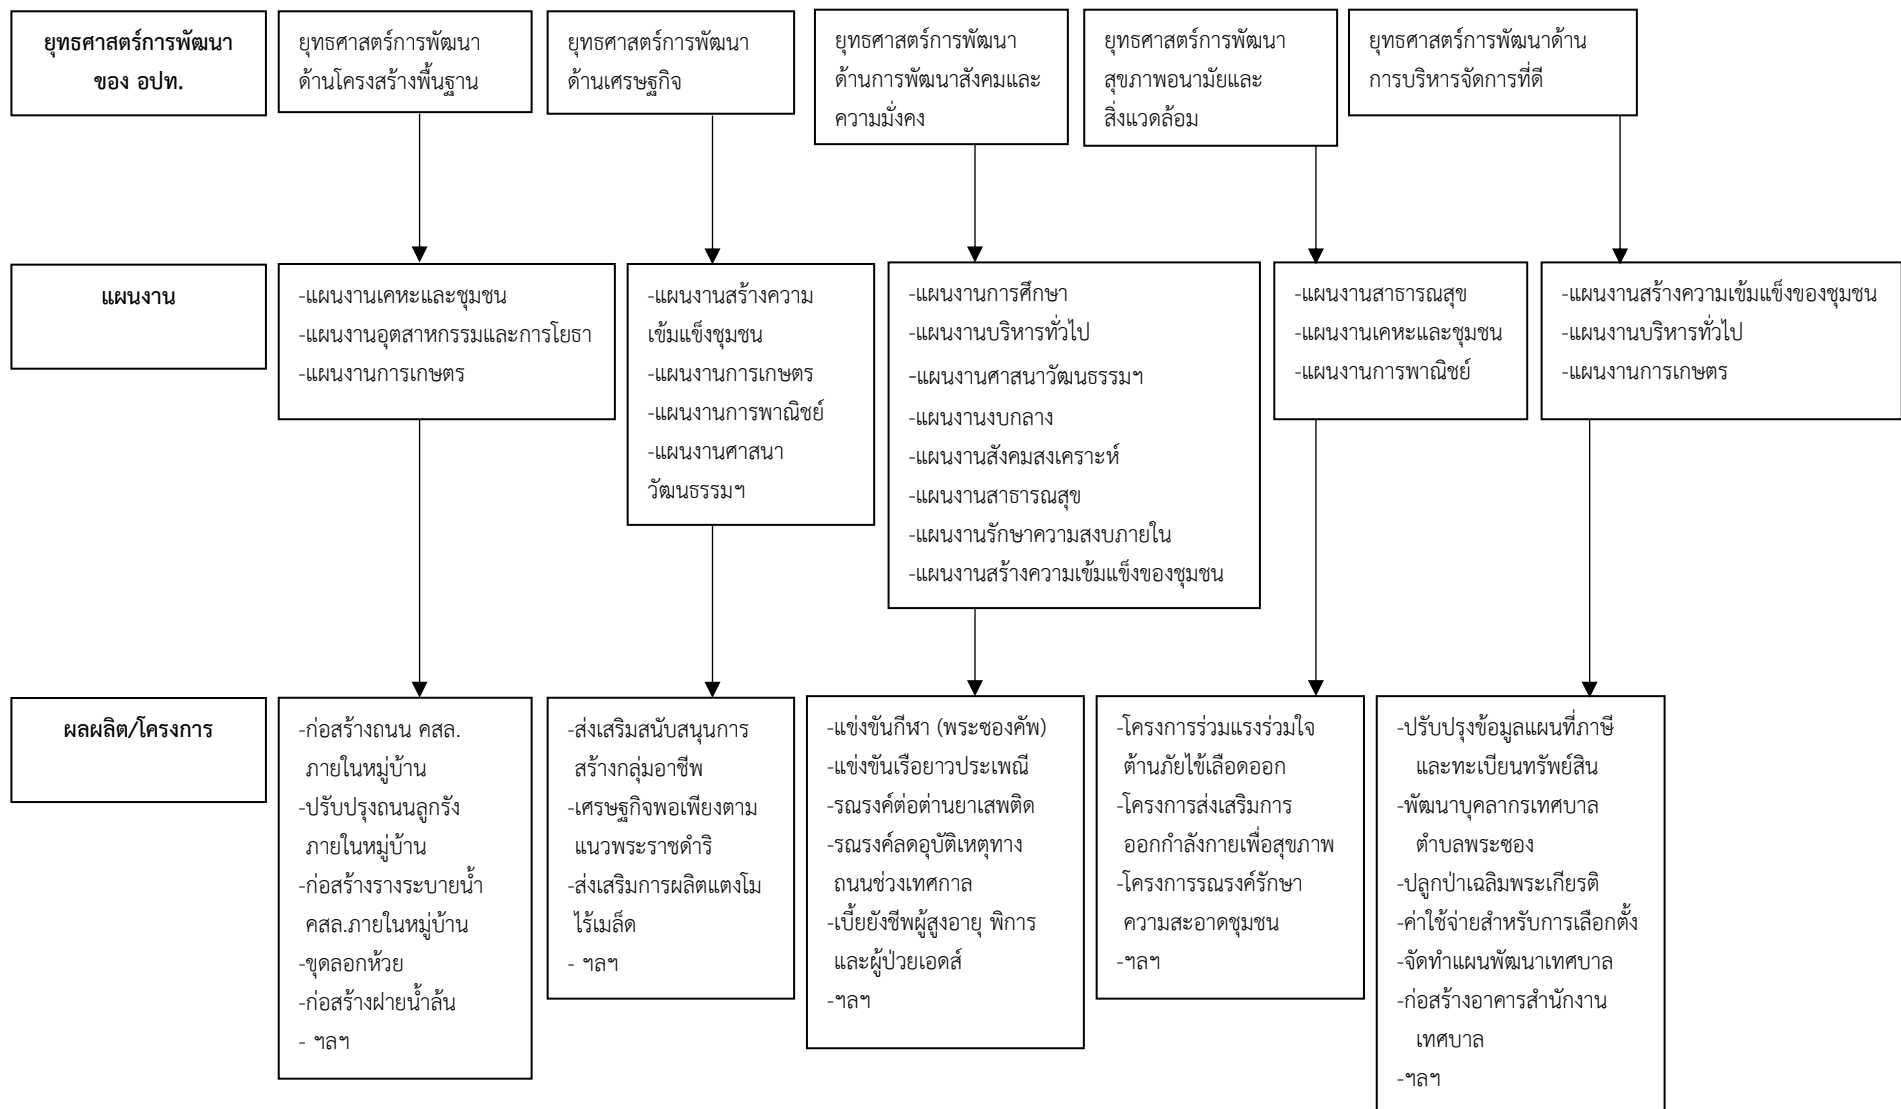 ยุทธศาสตร์การพัฒนา
ของ อปท.
ยุทธศาสตร์การพัฒนา
ด้านโครงสร้างพื้นฐาน
ยุทธศาสตร์การพัฒนา
ด้านเศรษฐกิจ
ยุทธศาสตร์การพัฒนา
ด้านการพัฒนาสังคมและ
ความมั่งคง
ยุทธศาสตร์การพัฒนา
สุขภาพอนามัยและ
สิ่งแวดล้อม
ยุทธศาสตร์การพัฒนาด้าน
การบริหารจัดการที่ดี
แผนงาน
-แผนงานเคหะและชุมชน
-แผนงานอุตสาหกรรมและการโยธา
-แผนงานการเกษตร
-แผนงานสร้างความ
เข้มแข็งชุมชน
-แผนงานการเกษตร
-แผนงานการพาณิชย์
-แผนงานศาสนา
วัฒนธรรมฯ
-แผนงานการศึกษา
-แผนงานบริหารทั่วไป
-แผนงานศาสนาวัฒนธรรมฯ
-แผนงานงบกลาง
-แผนงานสังคมสงเคราะห์
-แผนงานสาธารณสุข
-แผนงานรักษาความสงบภายใน
-แผนงานสร้างความเข้มแข็งของชุมชน
-แผนงานสาธารณสุข
-แผนงานเคหะและชุมชน
-แผนงานการพาณิชย์
-แผนงานสร้างความเข้มแข็งของชุมชน
-แผนงานบริหารทั่วไป
-แผนงานการเกษตร
ผลผลิต/โครงการ
-ก่อสร้างถนน คสล.
ภายในหมู่บ้าน
-ปรับปรุงถนนลูกรัง
ภายในหมู่บ้าน
-ก่อสร้างรางระบายน้ำ
คสล.ภายในหมู่บ้าน
-ขุดลอกห้วย
-ก่อสร้างฝายน้ำล้น
- ฯลฯ
-ส่งเสริมสนับสนุนการ
สร้างกลุ่มอาชีพ
-เศรษฐกิจพอเพียงตาม
แนวพระราชดำริ
-ส่งเสริมการผลิตแตงโม
ไร้เมล็ด
- ฯลฯ
-แข่งขันกีฬา (พระซองคัพ)
-แข่งขันเรือยาวประเพณี
-รณรงค์ต่อต่านยาเสพติด
-รณรงค์ลดอุบัติเหตุทาง
ถนนช่วงเทศกาล
-เบี้ยยังชีพผู้สูงอายุ พิการ
และผู้ป่วยเอดส์
-ฯลฯ
-โครงการร่วมแรงร่วมใจ
ต้านภัยไข้เลือดออก
-โครงการส่งเสริมการ
ออกกำลังกายเพื่อสุขภาพ
-โครงการรณรงค์รักษา
ความสะอาดชุมชน
-ฯลฯ
-ปรับปรุงข้อมูลแผนที่ภาษี
และทะเบียนทรัพย์สิน
-พัฒนาบุคลากรเทศบาล
ตำบลพระซอง
-ปลูกป่าเฉลิมพระเกียรติ
-ค่าใช้จ่ายสำหรับการเลือกตั้ง
-จัดทำแผนพัฒนาเทศบาล
-ก่อสร้างอาคารสำนักงาน
เทศบาล
-ฯลฯ